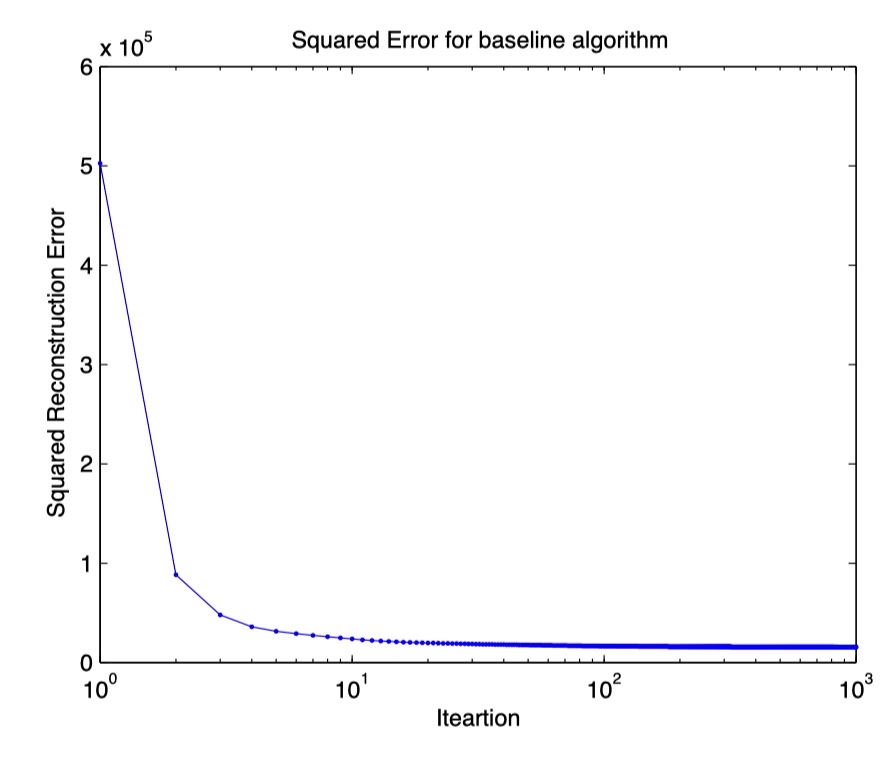 x 10^5
Squared Error for baseline algorithm
6
5
4
3
2
1
0
Squared Reconstruction Error
10^0 10^1 10^2 10^3
Iteartion